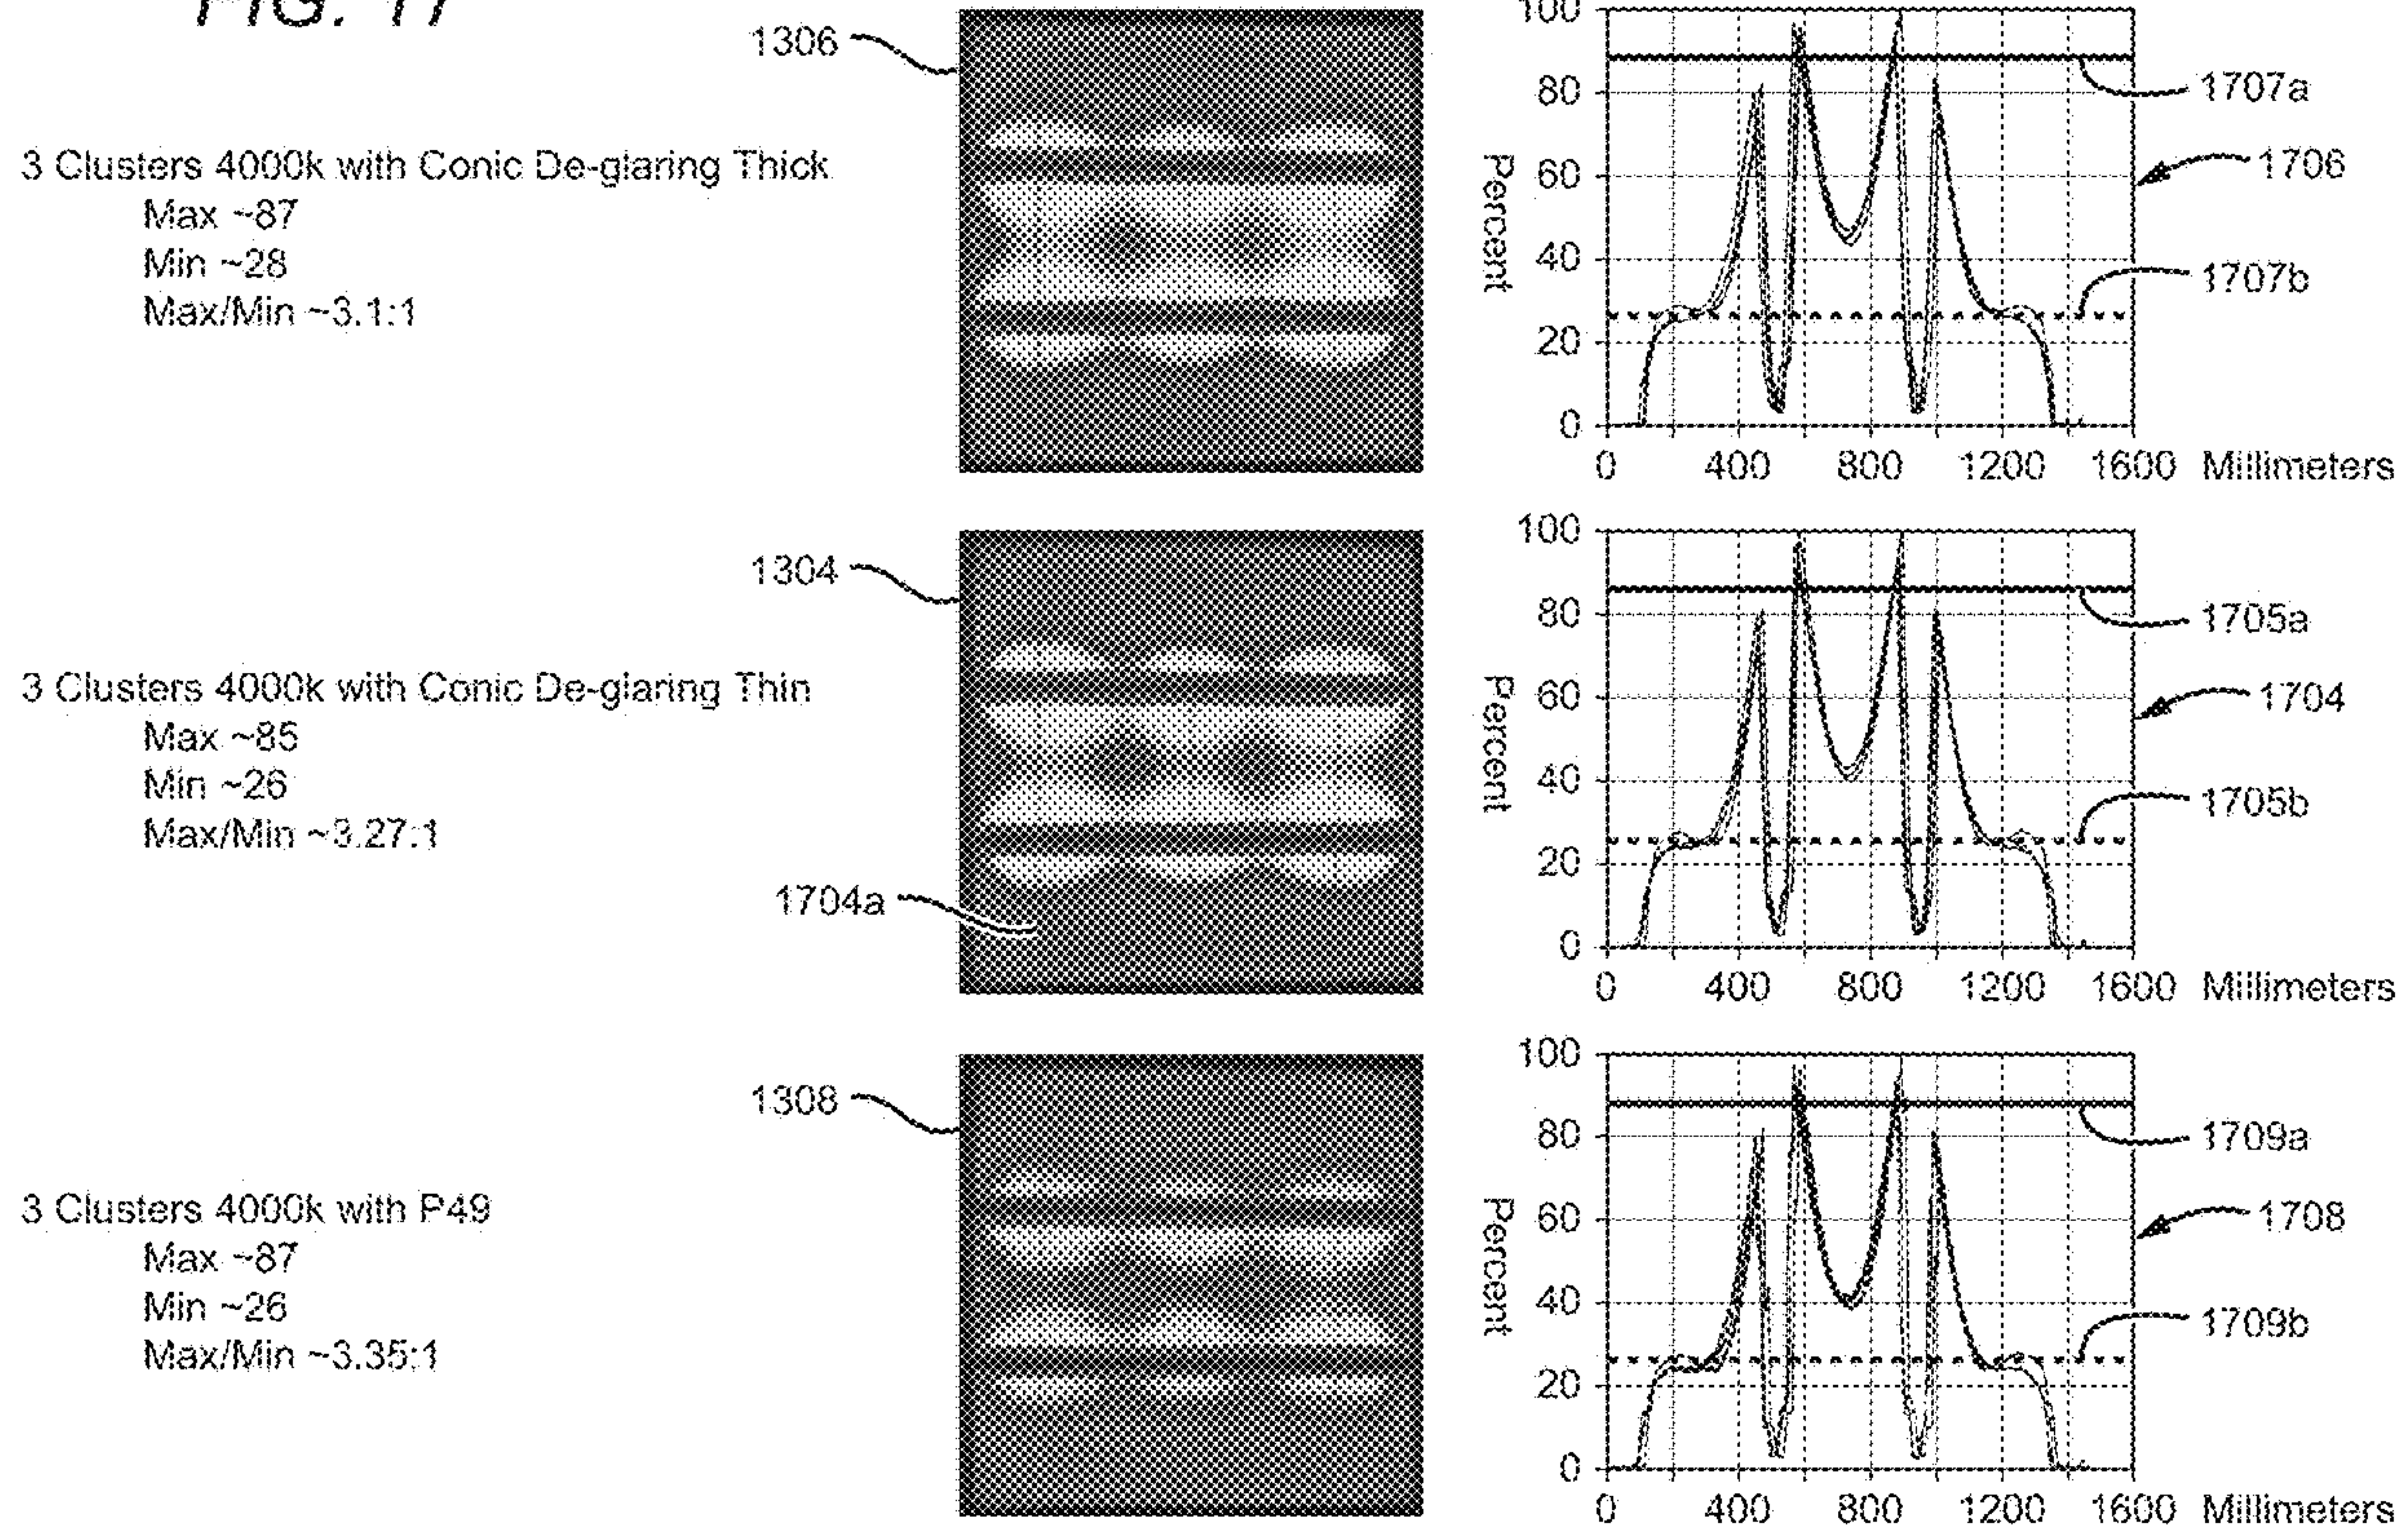 FIG. 17
1306
3 Clusters 4000k with Conic De-glaring Thick
Max ~87
Min ~28
Max/Min ~3.1:1
100
80
60
40
20
0
Percent
0 400 800 1200 1600 Millimeters
1707a
1706
1707b
1304
3 Clusters 4000k with Conic De-glaring Thin
Max ~85
Min ~26
Max/Min ~3.27:1
1704a
100
80
60
40
20
0
Percent
0 400 800 1200 1600 Millimeters
1705a
1704
1705b
1308
3 Clusters 4000k with P49
Max ~87
Min ~26
Max/Min ~3.35:1
100
80
60
40
20
0
Percent
0 400 800 1200 1600 Millimeters
1709a
1708
1709b